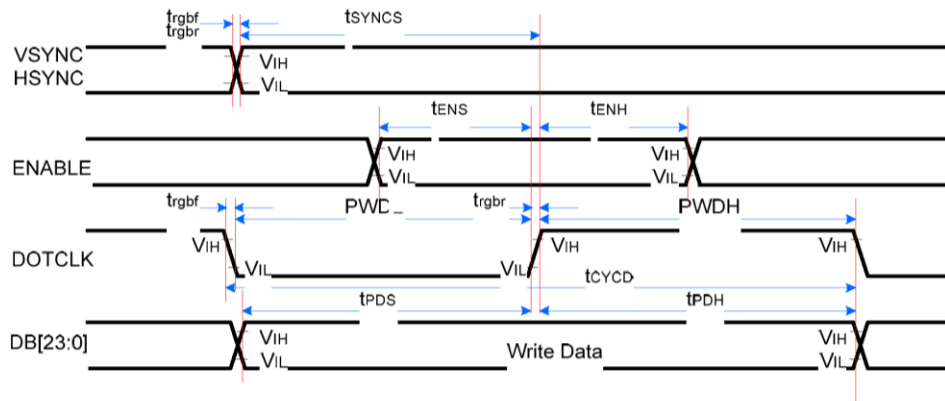 trgbf
trgbr
tSYNCS
VSYNC
HSYNC
VIH
VIL
tENS
tENH
ENABLE
VIH
VIL
VIH
VIL
trgbf
PWD_
trgbr
PWDH
DOTCLK
VIH
VIL
VIL
VIH
VIH
tCYCD
tPDS
tPDH
DB[23:0]
VIH
VIL
Write Data
VIH
VIL